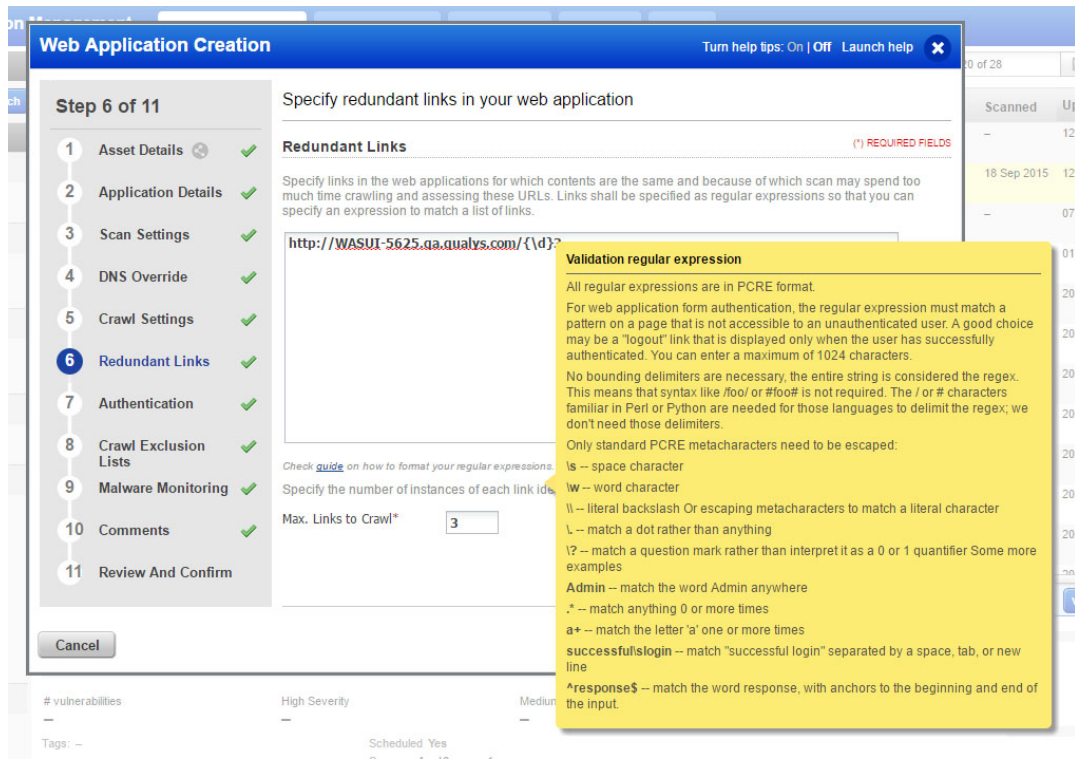 on Management
Web Application Creation
Turn help tips: On | Off Launch help
20 of 28
ch
Step 6 of 11
Specify redundant links in your web application
Scanned
Redundant Links
(*) REQUIRED FIELDS
–
12
1 Asset Details
Specify links in the web applications for which contents are the same and because of which scan may spend too
much time crawling and assessing these URLs. Links shall be specified as regular expressions so that you can
specify an expression to match a list of links.
18 Sep 2015 12
2 Application Details
–
07
3 Scan Settings
http://WASUI-5625.qa.qualys.com/{\d}?
01
4 DNS Override
20
5 Crawl Settings
20
6 Redundant Links
20
7 Authentication
20
8 Crawl Exclusion
Lists
20
9 Malware Monitoring
20
10 Comments
20
11 Review And Confirm
Validation regular expression
All regular expressions are in PCRE format.
For web application form authentication, the regular expression must match a
pattern on a page that is not accessible to an unauthenticated user. A good choice
may be a "logout" link that is displayed only when the user has successfully
authenticated. You can enter a maximum of 1024 characters.
No bounding delimiters are necessary, the entire string is considered the regex.
This means that syntax like /foo/ or #foo# is not required. The / or # characters
familiar in Perl or Python are needed for those languages to delimit the regex; we
don't need those delimiters.
Only standard PCRE metacharacters need to be escaped:
\s -- space character
\w -- word character
\\ -- literal backslash Or escaping metacharacters to match a literal character
\. -- match a dot rather than anything
\? -- match a question mark rather than interpret it as a 0 or 1 quantifier Some more
examples
Admin -- match the word Admin anywhere
.* -- match anything 0 or more times
a+ -- match the letter 'a' one or more times
successful\slogin -- match "successful login" separated by a space, tab, or new
line
^response$ -- match the word response, with anchors to the beginning and end of
the input.
Check guide on how to format your regular expressions.
Specify the number of instances of each link ide
Max. Links to Crawl* 3
Cancel
# vulnerabilities
High Severity
Medium
–
–
–
Tags: –
Scheduled Yes